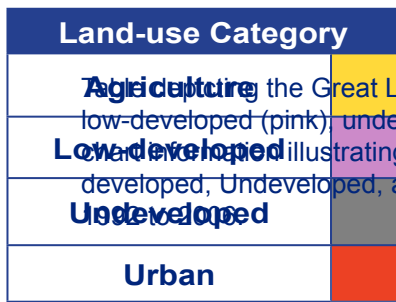 Land-use Category
Agriculture
Table depicting the Great L
low-developed (pink), unde
Low-developed
chart information illustrating
developed, Undeveloped, a
Undeveloped
1992 to 2006.
Urban